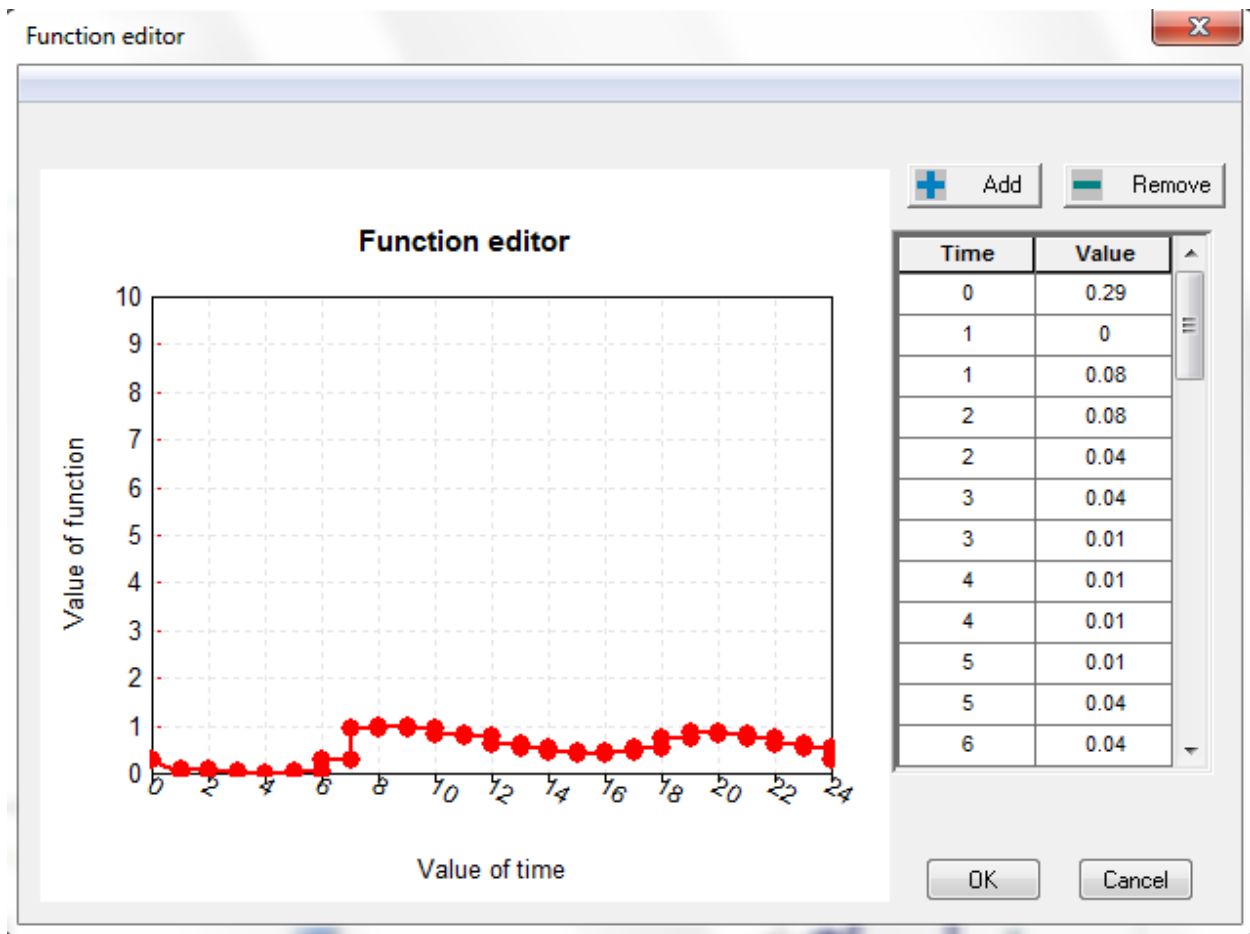 Function editor
Add
Remove
Function editor
Time Value
0 0.29
1 0
1 0.08
2 0.08
2 0.04
3 0.04
3 0.01
4 0.01
4 0.01
5 0.01
5 0.04
6 0.04
Value of function
10
9
8
7
6
5
4
3
2
1
0
0 2 4 6 8 10 12 14 16 18 20 22 24
Value of time
OK
Cancel